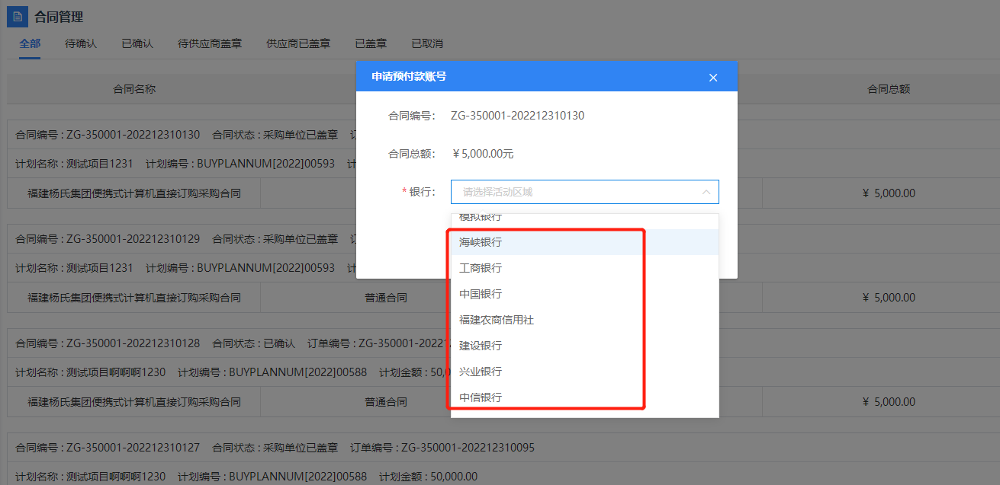 合同管理
全部 待确认 已确认 待供应商盖章 供应商已盖章 已盖章 已取消
申请预付款账号
合同名称 合同总额
合同编号： ZG-350001-202212310130
合同编号 : ZG-350001-202212310130 合同状态 : 采购单位已盖章
合同总额： ￥5,000.00元
计划名称 : 测试项目1231 计划编号 : BUYPLANNUM[2022]00593 计
* 银行： 请选择活动区域
福建杨氏集团便携式计算机直接订购采购合同 ￥ 5,000.00
模拟银行
海峡银行
工商银行
中国银行
福建农商信用社
建设银行
兴业银行
中信银行
合同编号 : ZG-350001-202212310129 合同状态 : 采购单位已盖章
计划名称 : 测试项目1231 计划编号 : BUYPLANNUM[2022]00593 计
福建杨氏集团便携式计算机直接订购采购合同 普通合同 ￥ 5,000.00
合同编号 : ZG-350001-202212310128 合同状态 : 已确认 订单编号 : ZG-350001-20221
计划名称 : 测试项目啊啊啊1230 计划编号 : BUYPLANNUM[2022]00588 计划金额 : 50,0
福建杨氏集团便携式计算机直接订购采购合同 普通合同 ￥ 5,000.00
合同编号 : ZG-350001-202212310127 合同状态 : 采购单位已盖章 订单编号 : ZG-350001-202212310095
计划名称 : 测试项目啊啊啊1230 计划编号 : BUYPLANNUM[2022]00588 计划金额 : 50,000.00